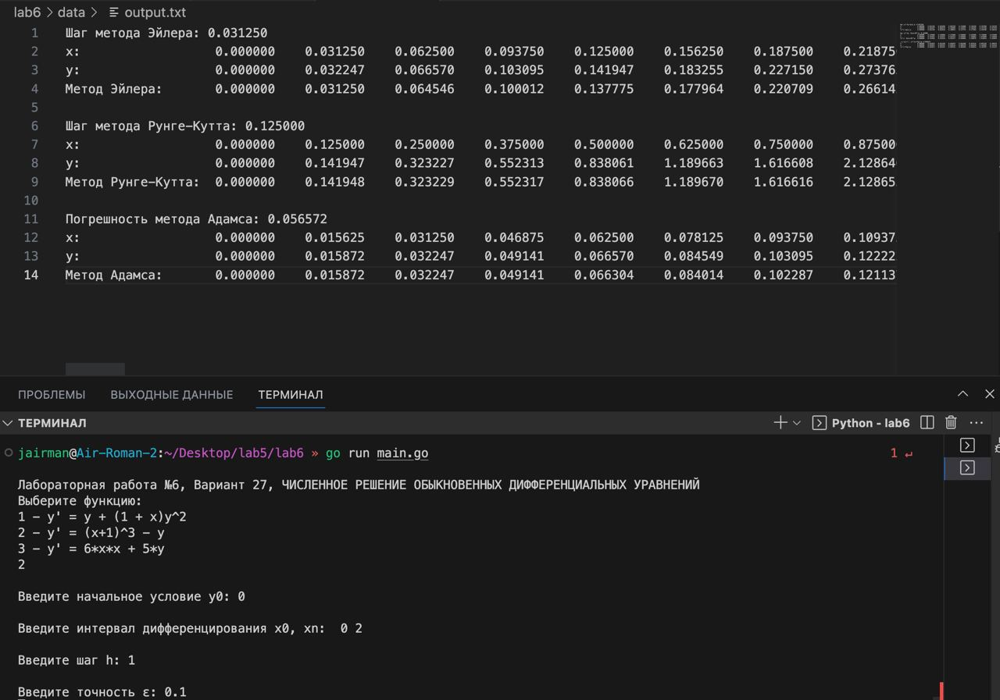 lab6 > data > output.txt
1 Шаг метода Эйлера: 0.031250
2 x: 0.000000 0.031250 0.062500 0.093750 0.125000 0.156250 0.187500 0.21875
3 y: 0.000000 0.032247 0.066570 0.103095 0.141947 0.183255 0.227150 0.27376
4 Метод Эйлера: 0.000000 0.031250 0.064546 0.100012 0.137775 0.177964 0.220709 0.26614
5
6 Шаг метода Рунге-Кутта: 0.125000
7 x: 0.000000 0.125000 0.250000 0.375000 0.500000 0.625000 0.750000 0.87500
8 y: 0.000000 0.141947 0.323227 0.552313 0.838061 1.189663 1.616608 2.12864
9 Метод Рунге-Кутта: 0.000000 0.141948 0.323229 0.552317 0.838066 1.189670 1.616616 2.12865
10
11 Погрешность метода Адамса: 0.056572
12 x: 0.000000 0.015625 0.031250 0.046875 0.062500 0.078125 0.093750 0.10937
13 y: 0.000000 0.015872 0.032247 0.049141 0.066570 0.084549 0.103095 0.12222
14 Метод Адамса: 0.000000 0.015872 0.032247 0.049141 0.066304 0.084014 0.102287 0.12113
ПРОБЛЕМЫ ВЫХОДНЫЕ ДАННЫЕ ТЕРМИНАЛ
ТЕРМИНАЛ Python - lab6
jairman@Air-Roman-2:~/Desktop/lab5/lab6 » go run main.go 1 ↵
Лабораторная работа №6, Вариант 27, ЧИСЛЕННОЕ РЕШЕНИЕ ОБЫКНОВЕННЫХ ДИФФЕРЕНЦИАЛЬНЫХ УРАВНЕНИЙ
Выберите функцию:
1 - y' = y + (1 + x)y^2
2 - y' = (x+1)^3 - y
3 - y' = 6*x*x + 5*y
2
Введите начальное условие y0: 0
Введите интервал дифференцирования x0, xn: 0 2
Введите шаг h: 1
Введите точность ε: 0.1